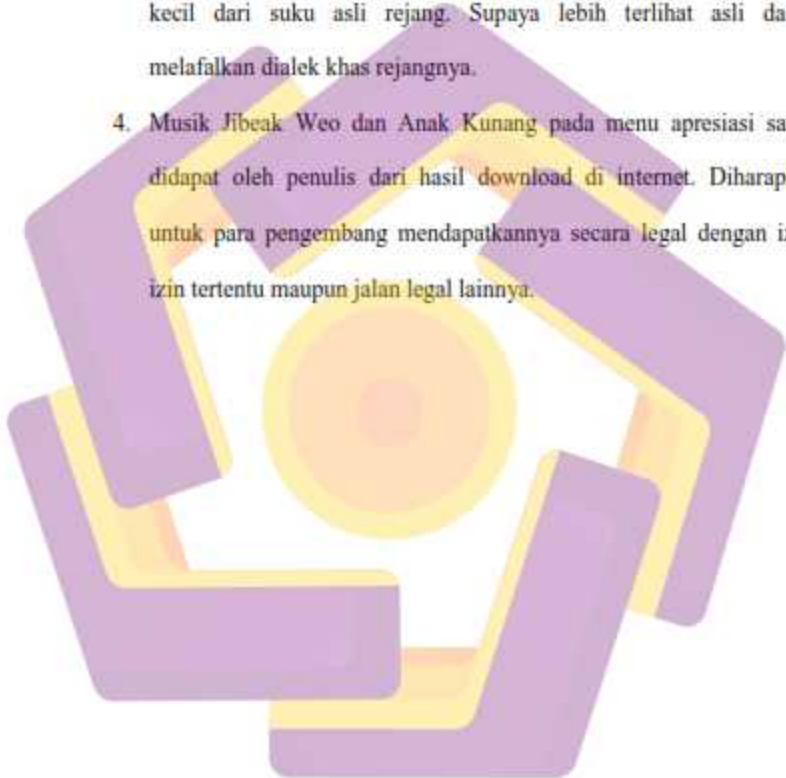 kecil dari suku asli rejang. Supaya lebih terlihat asli da
melafalkan dialek khas rejangnya.
4. Musik Jibeak Weo dan Anak Kunang pada menu apresiasi sa
didapat oleh penulis dari hasil download di internet. Diharap
untuk para pengembang mendapatkannya secara legal dengan iz
izin tertentu maupun jalan legal lainnya.